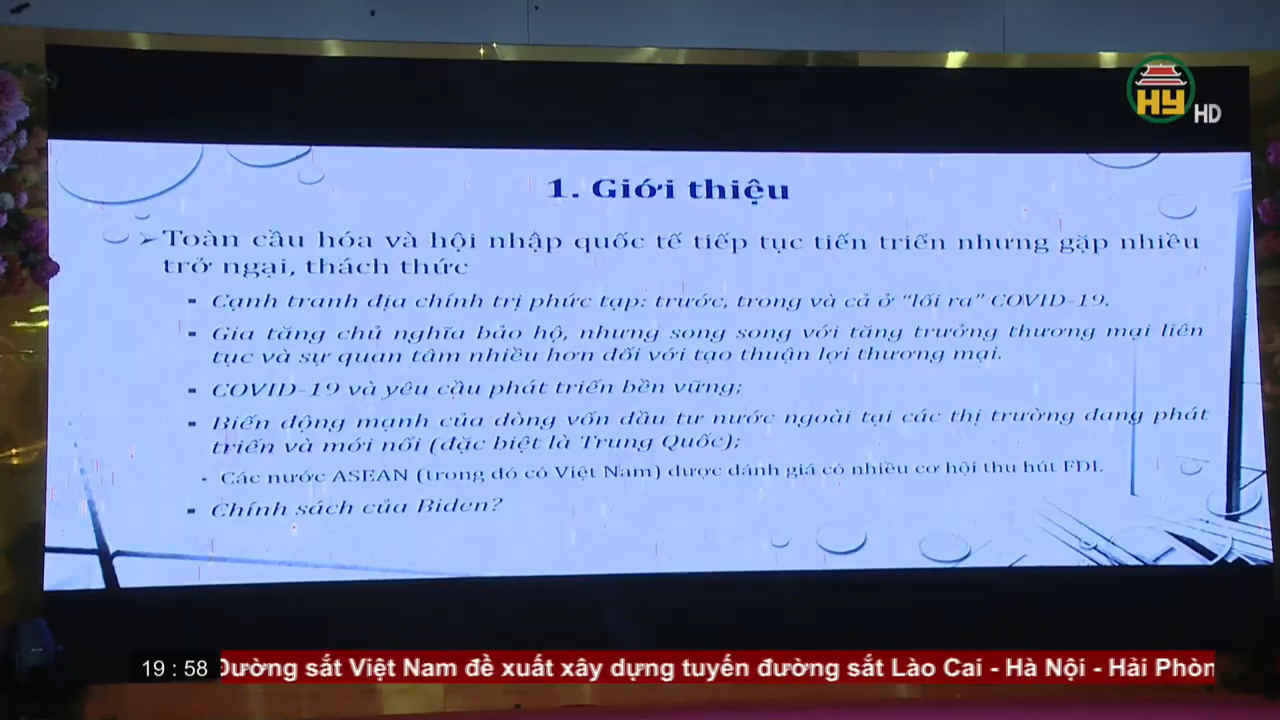 HY HD
1. Giới thiệu
Toàn cầu hóa và hội nhập quốc tế tiếp tục tiến triển nhưng gặp nhiều
trở ngại, thách thức
Cạnh tranh địa chính trị phức tạp: trước, trong và cả ở “lối ra” COVID-19.
Gia tăng chủ nghĩa bảo hộ, nhưng song song với tăng trưởng thương mại liên
tục và sự quan tâm nhiều hơn đối với tạo thuận lợi thương mại.
COVID-19 và yêu cầu phát triển bền vững;
Biến động mạnh của dòng vốn đầu tư nước ngoài tại các thị trường đang phát
triển và mới nổi (đặc biệt là Trung Quốc);
- Các nước ASEAN (trong đó có Việt Nam) được đánh giá có nhiều cơ hội thu hút FDI.
Chính sách của Biden?
19 : 58 Đường sắt Việt Nam đề xuất xây dựng tuyến đường sắt Lào Cai - Hà Nội - Hải Phòn